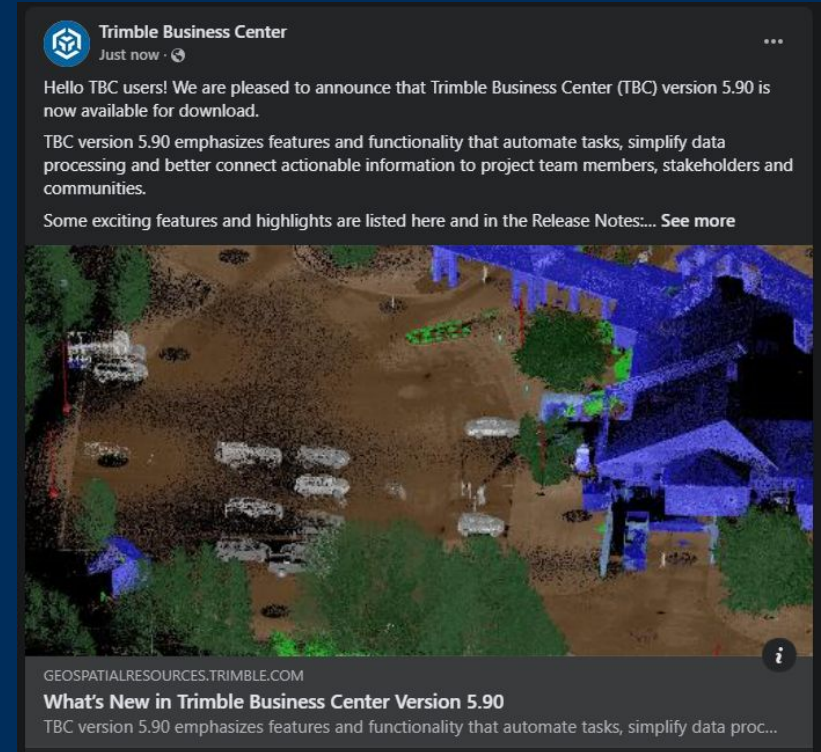 Trimble Business Center
Just now ·
Hello TBC users! We are pleased to announce that Trimble Business Center (TBC) version 5.90 is
now available for download.
TBC version 5.90 emphasizes features and functionality that automate tasks, simplify data
processing and better connect actionable information to project team members, stakeholders and
communities.
Some exciting features and highlights are listed here and in the Release Notes:... See more
GEOSPATIALRESOURCES.TRIMBLE.COM
What's New in Trimble Business Center Version 5.90
TBC version 5.90 emphasizes features and functionality that automate tasks, simplify data proc...